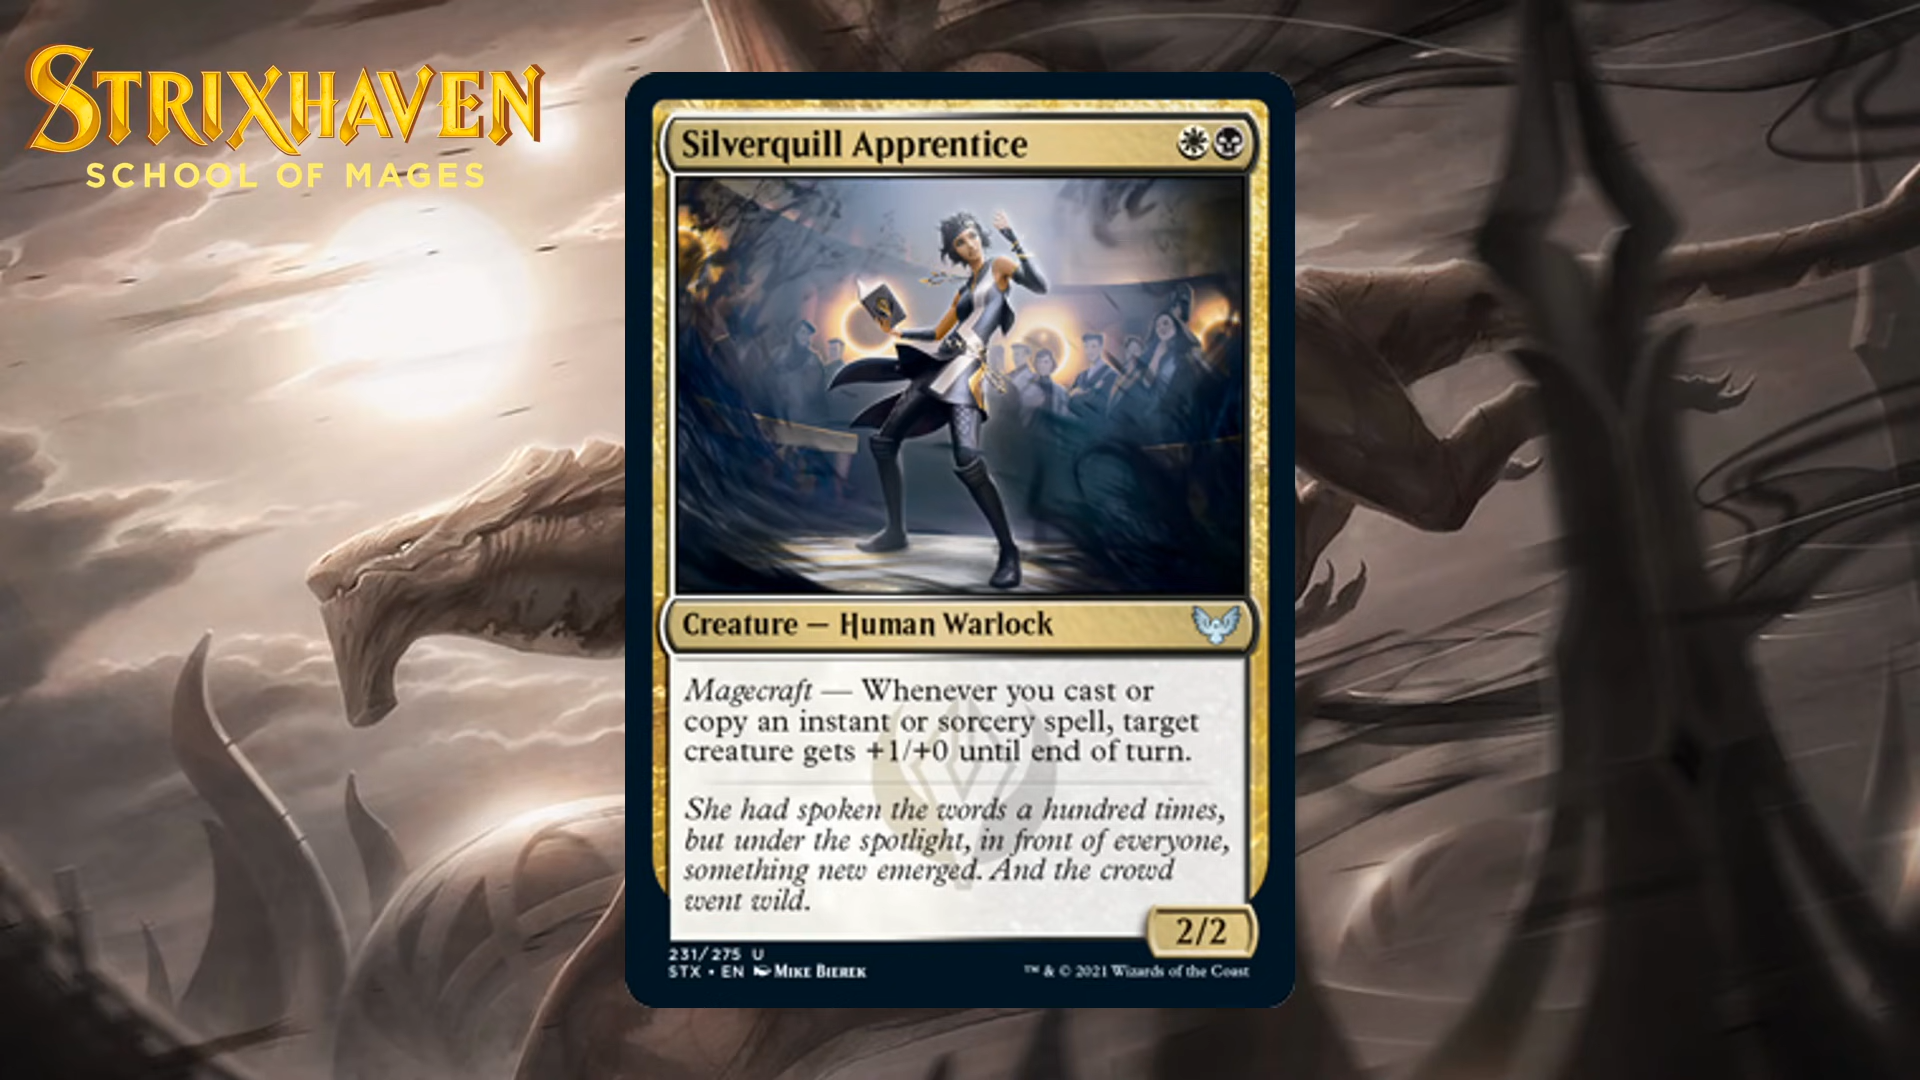 STRIXHAVEN
SCHOOL OF MAGES
Silverquill Apprentice
Creature — Human Warlock
Magecraft — Whenever you cast or
copy an instant or sorcery spell, target
creature gets +1/+0 until end of turn.
She had spoken the words a hundred times,
but under the spotlight, in front of everyone,
something new emerged. And the crowd
went wild.
2/2
231/275 U
STX • EN Mike Bierek
™ & © 2021 Wizards of the Coast